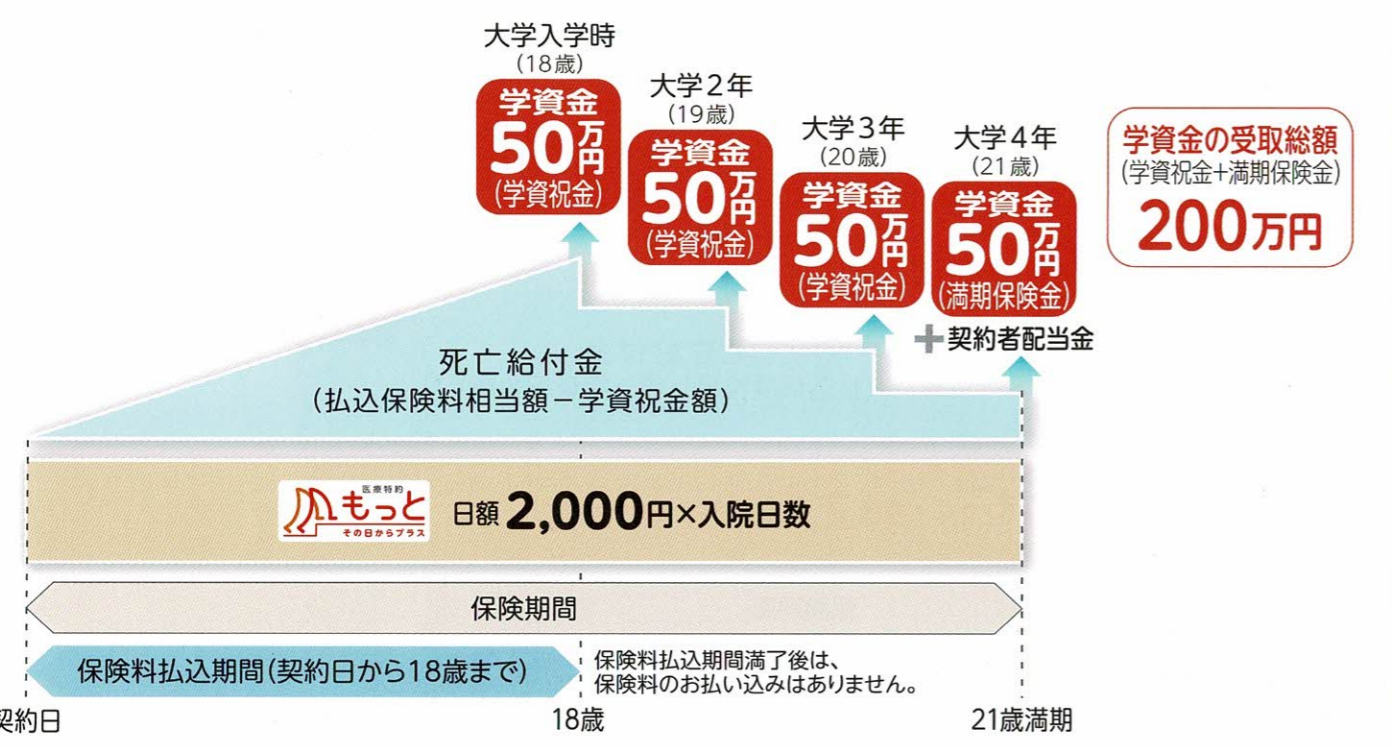 大学入学時
(18歳)
学資金
50万円
(学資祝金)
大学2年
(19歳)
学資金
50万円
(学資祝金)
大学3年
(20歳)
学資金
50万円
(学資祝金)
大学4年
(21歳)
学資金
50万円
(満期保険金)
+契約者配当金
学資金の受取総額
(学資祝金+満期保険金)
200万円
死亡給付金
(払込保険料相当額-学資祝金額)
医療特約
もっと
その日からプラス
日額2,000円×入院日数
保険期間
保険料払込期間(契約日から18歳まで)
保険料払込期間満了後は、
保険料のお払い込みはありません。
契約日
18歳
21歳満期